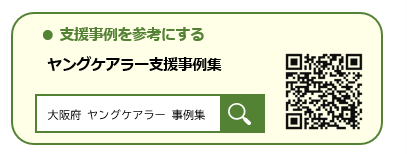 ● 支援事例を参考にする
ヤングケアラー支援事例集
大阪府 ヤングケアラー 事例集